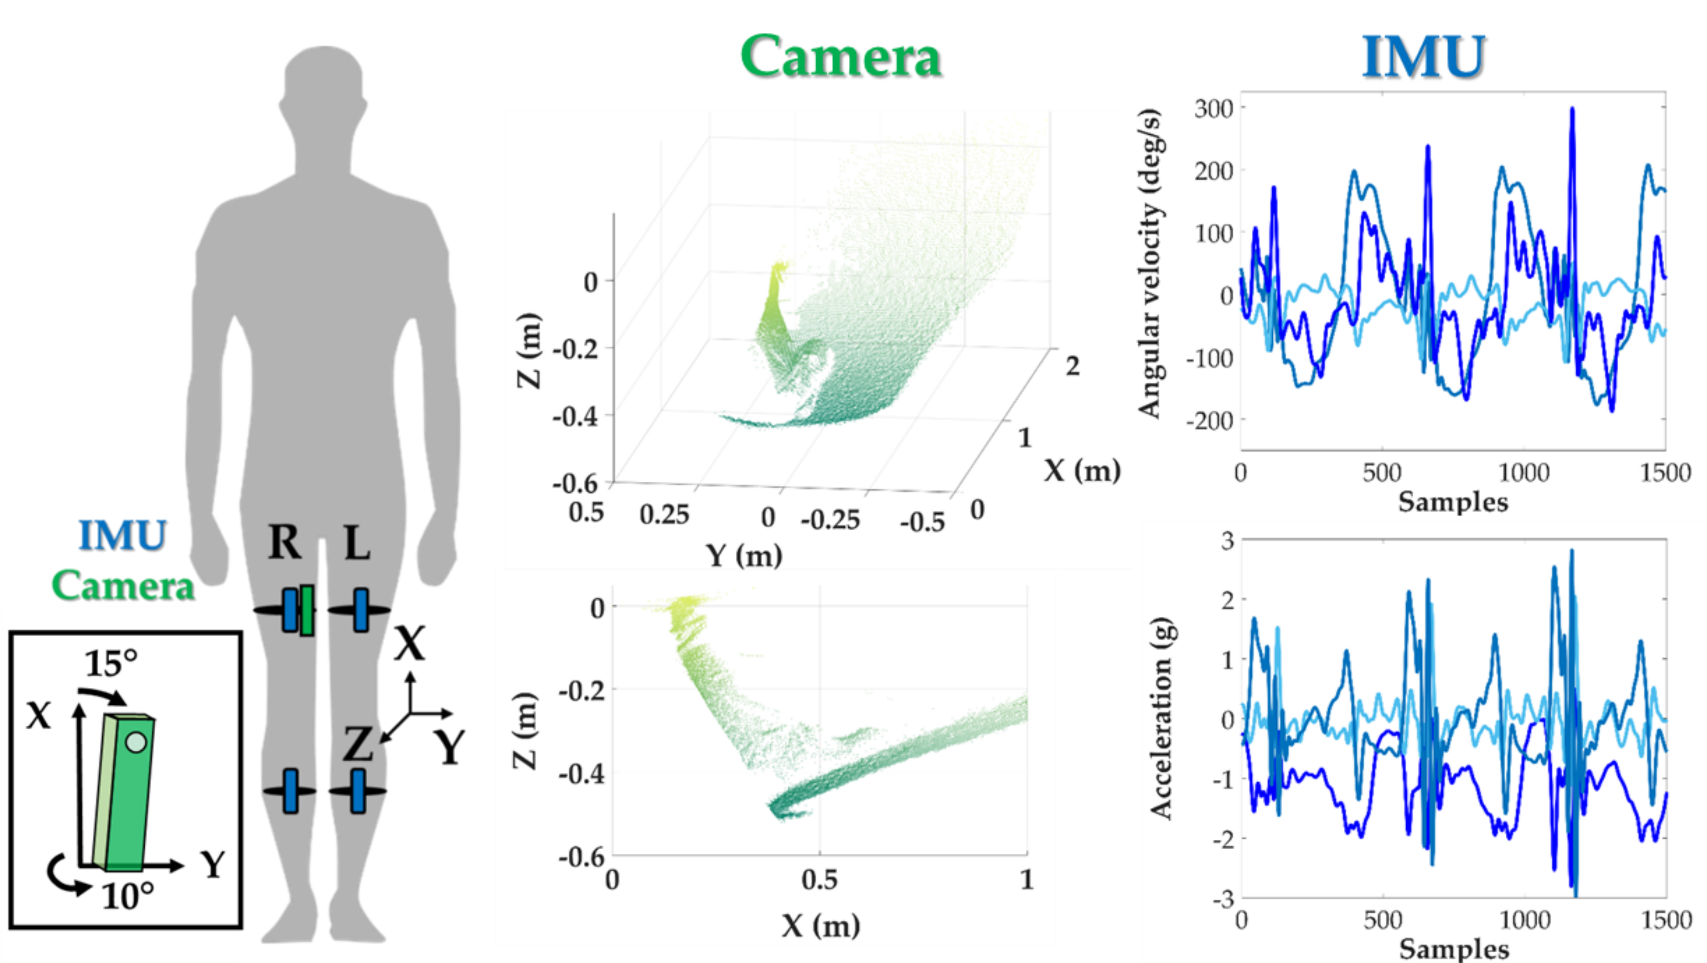 Camera
IMU
IMU
Camera
R L
X
Y
Z
15°
X
Y
10°
0
-0.2
-0.4
-0.6
Z (m)
0.5 0.25 0 -0.25 -0.5
Y (m)
0
1
2
X (m)
0
-0.2
-0.4
-0.6
Z (m)
0 0.5 1
X (m)
300
200
100
0
-100
-200
Angular velocity (deg/s)
0 500 1000 1500
Samples
3
2
1
0
-1
-2
-3
Acceleration (g)
0 500 1000 1500
Samples